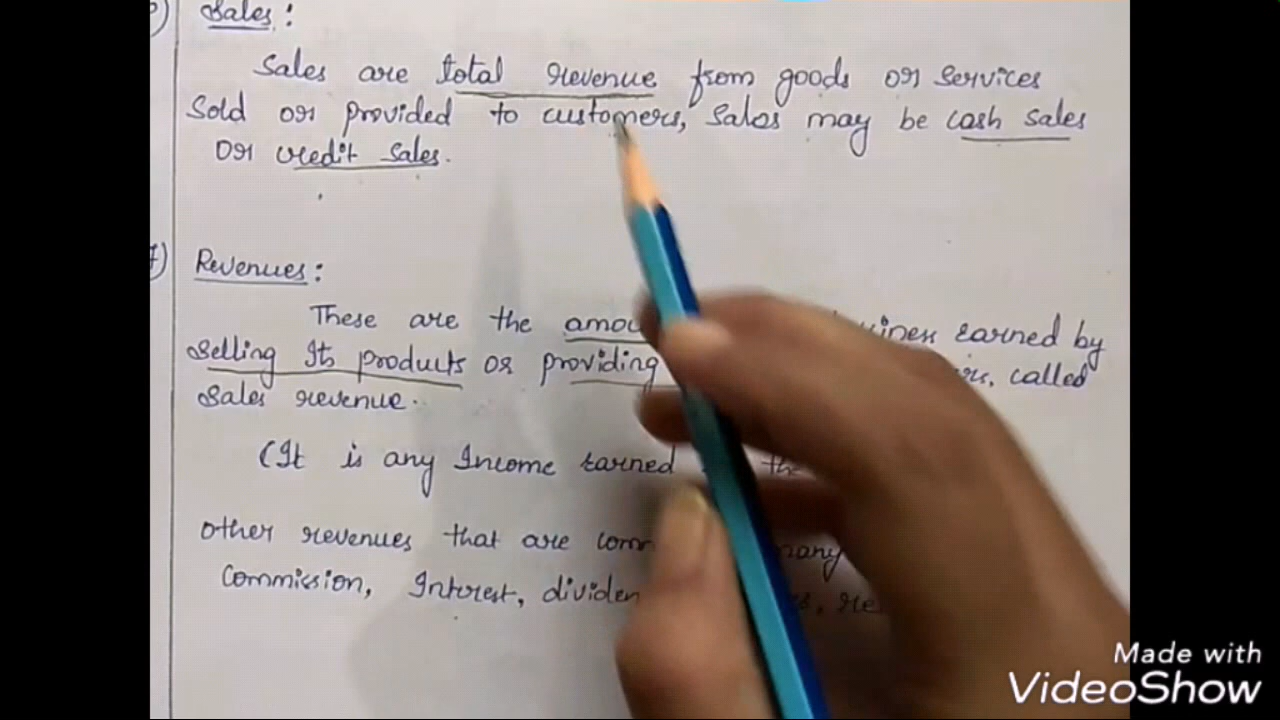 Sales :
Sales are total revenue from goods or services
Sold or provided to customers, Sales may be cash sales
Or credit sales.
7) Revenues :
These are the earned by
Selling Its products or providing called
Sales revenue.
(It is any Income earned
Other revenues that are
Commission, Interest,
Made with
VideoShow